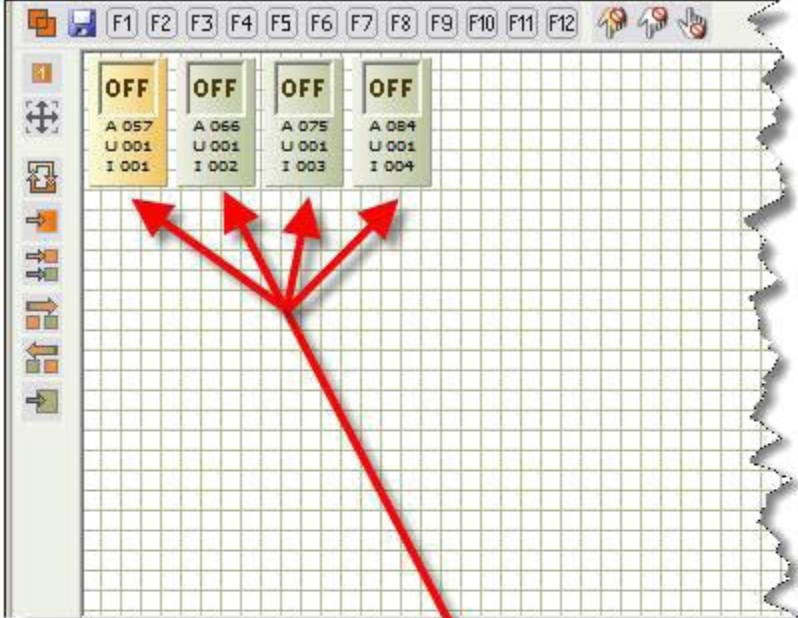 F1 F2 F3 F4 F5 F6 F7 F8 F9 F10 F11 F12
1
OFF OFF OFF OFF
A 057 A 066 A 075 A 084
U 001 U 001 U 001 U 001
I 001 I 002 I 003 I 004